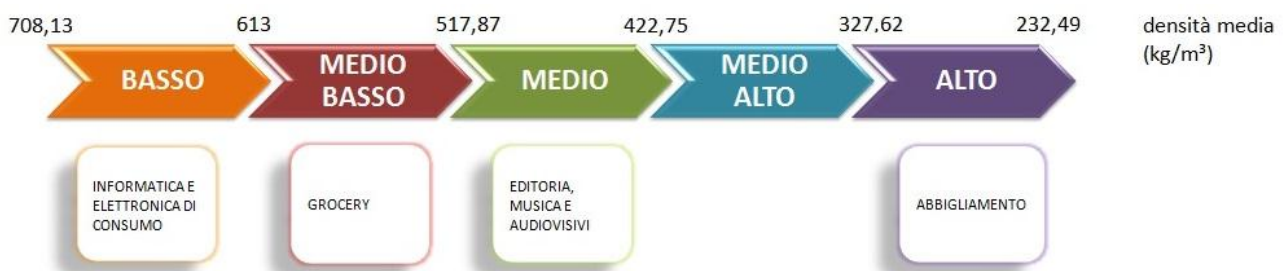 708,13 613 517,87 422,75 327,62 232,49 densità media
(kg/m³)
BASSO
MEDIO
BASSO
MEDIO
MEDIO
ALTO
ALTO
INFORMATICA E
ELETTRONICA DI
CONSUMO
GROCERY
EDITORIA,
MUSICA E
AUDIOVISIVI
ABBIGLIAMENTO